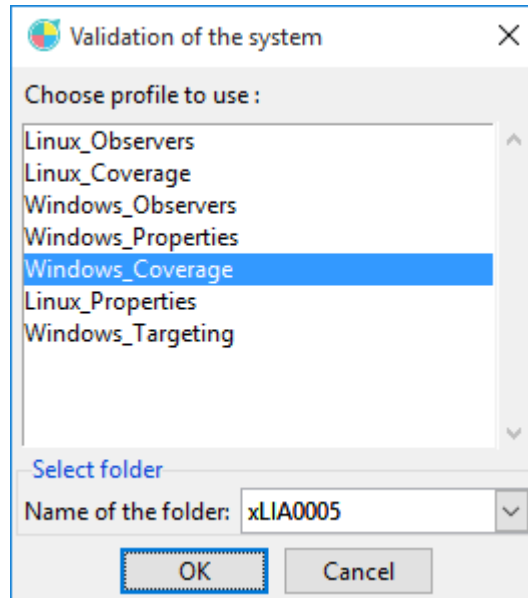 Validation of the system
Choose profile to use :
Linux_Observers
Linux_Coverage
Windows_Observers
Windows_Properties
Windows_Coverage
Linux_Properties
Windows_Targeting
Select folder
Name of the folder: xLIA0005
OK Cancel